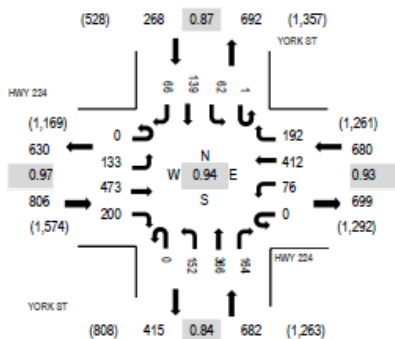 (528) 268 0.87 692 (1,357)
YORK ST
HWY 224
66 139 62 1
(1,169) 0 192 (1,261)
630 133 412 680
0.97 473 76 0.93
806 200 0 699
(1,574) (1,292)
N
W 0.94 E
S
0 152 366 164
HWY 224
YORK ST
(808) 415 0.84 682 (1,263)